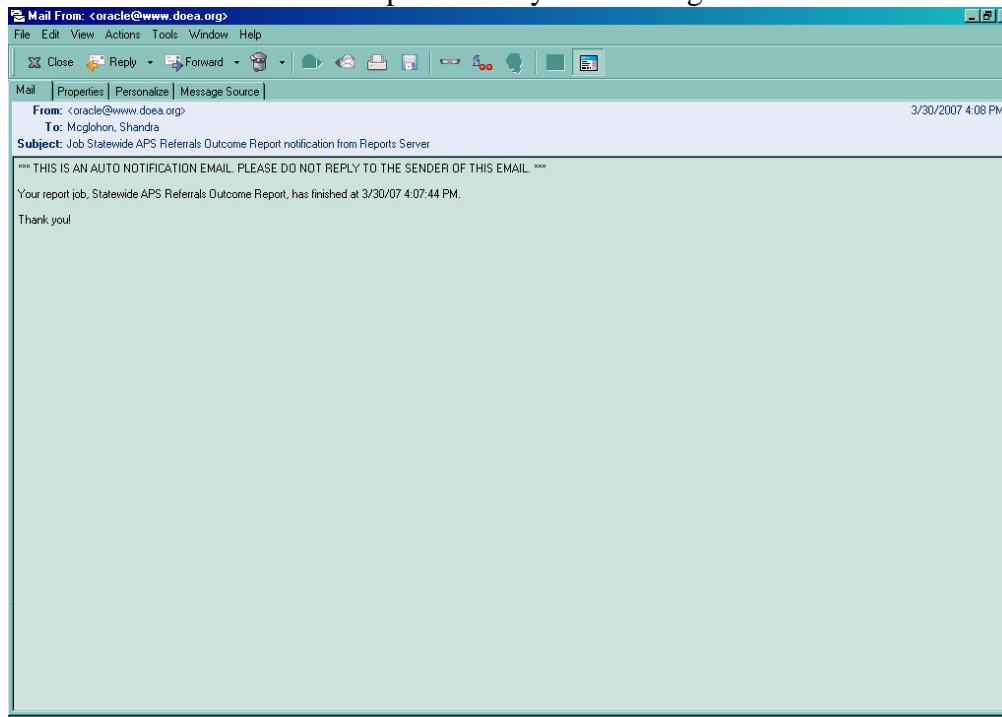 Mail From: <oracle@www.doea.org>
File Edit View Actions Tools Window Help
Close Reply Forward
Mail Properties Personalize Message Source
From: <oracle@www.doea.org> 3/30/2007 4:08 PM
To: Mcglohon, Shandra
Subject: Job Statewide APS Referrals Outcome Report notification from Reports Server
*** THIS IS AN AUTO NOTIFICATION EMAIL. PLEASE DO NOT REPLY TO THE SENDER OF THIS EMAIL. ***
Your report job, Statewide APS Referrals Outcome Report, has finished at 3/30/07 4:07:44 PM.
Thank you!